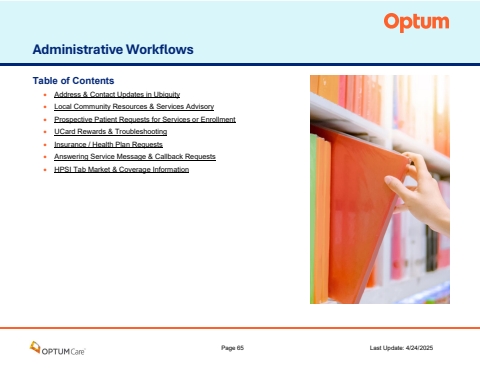 Optum
Administrative Workflows
Table of Contents
• Address & Contact Updates in Ubiquity
• Local Community Resources & Services Advisory
• Prospective Patient Requests for Services or Enrollment
• UCard Rewards & Troubleshooting
• Insurance / Health Plan Requests
• Answering Service Message & Callback Requests
• HPSI Tab Market & Coverage Information
OPTUMCare™
Page 65
Last Update: 4/24/2025